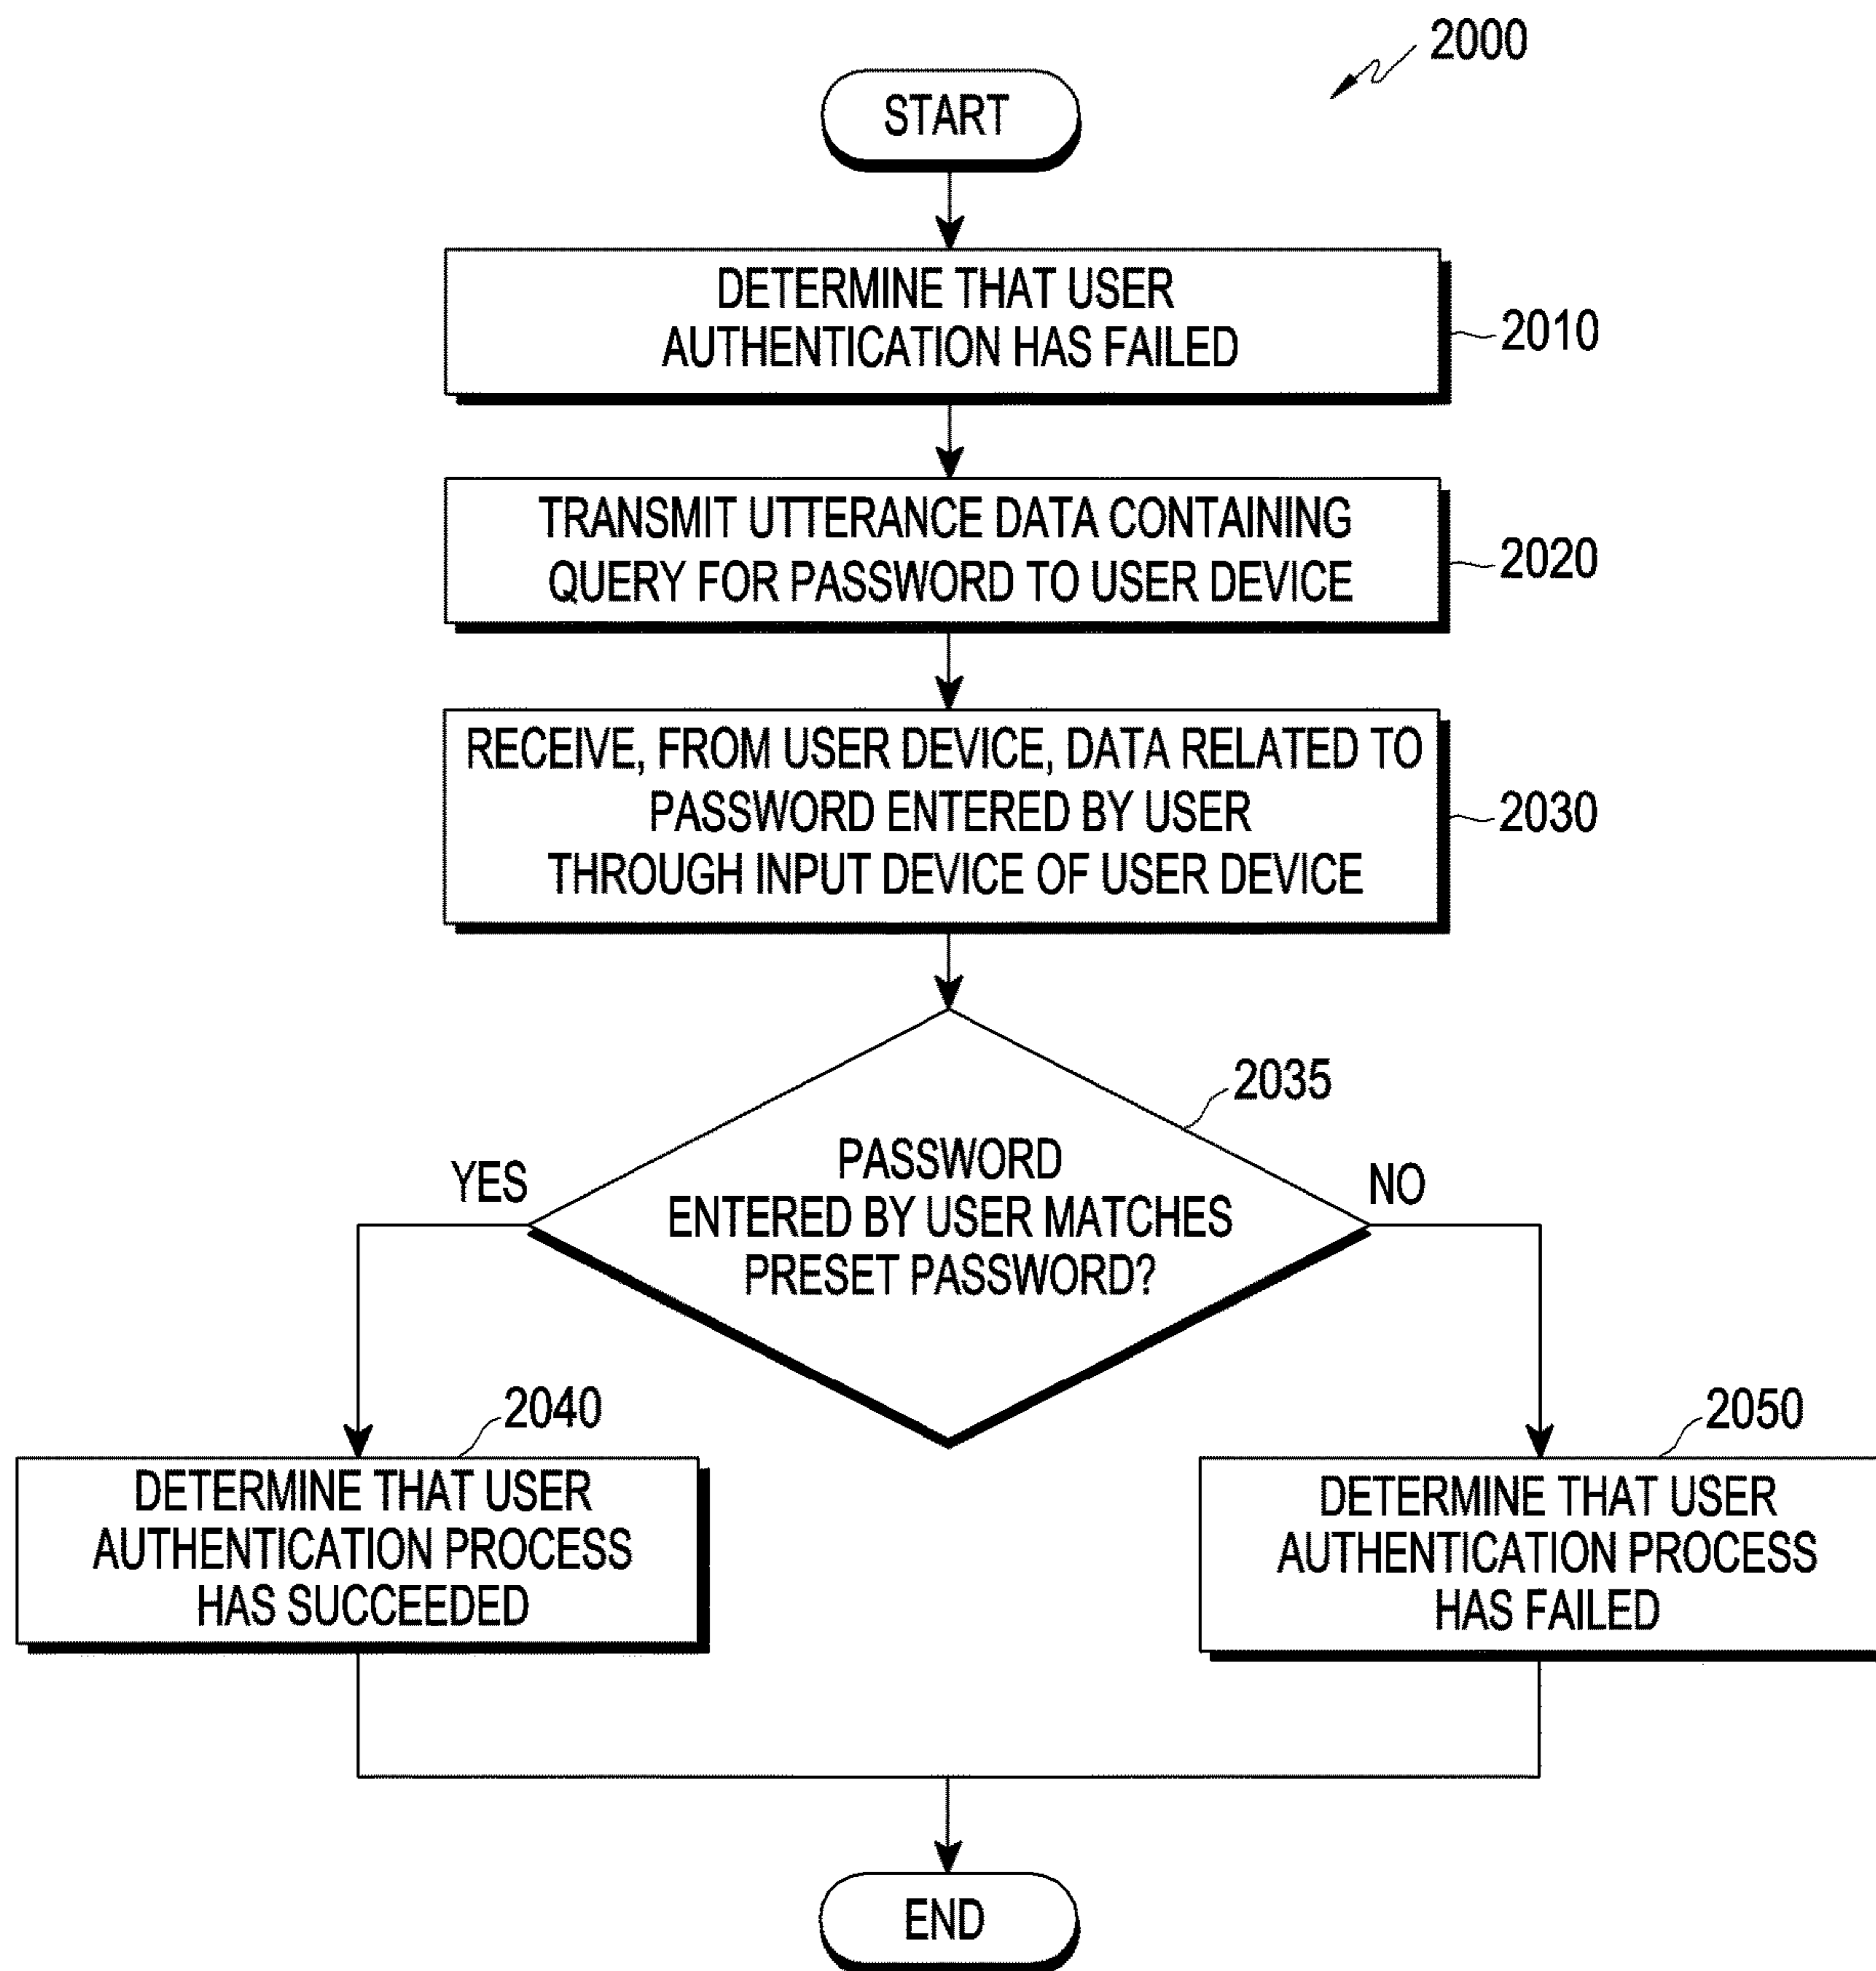 2000
START
DETERMINE THAT USER
AUTHENTICATION HAS FAILED
2010
TRANSMIT UTTERANCE DATA CONTAINING
QUERY FOR PASSWORD TO USER DEVICE
2020
RECEIVE, FROM USER DEVICE, DATA RELATED TO
PASSWORD ENTERED BY USER
THROUGH INPUT DEVICE OF USER DEVICE
2030
2035
PASSWORD
ENTERED BY USER MATCHES
PRESET PASSWORD?
YES
NO
2040
DETERMINE THAT USER
AUTHENTICATION PROCESS
HAS SUCCEEDED
2050
DETERMINE THAT USER
AUTHENTICATION PROCESS
HAS FAILED
END